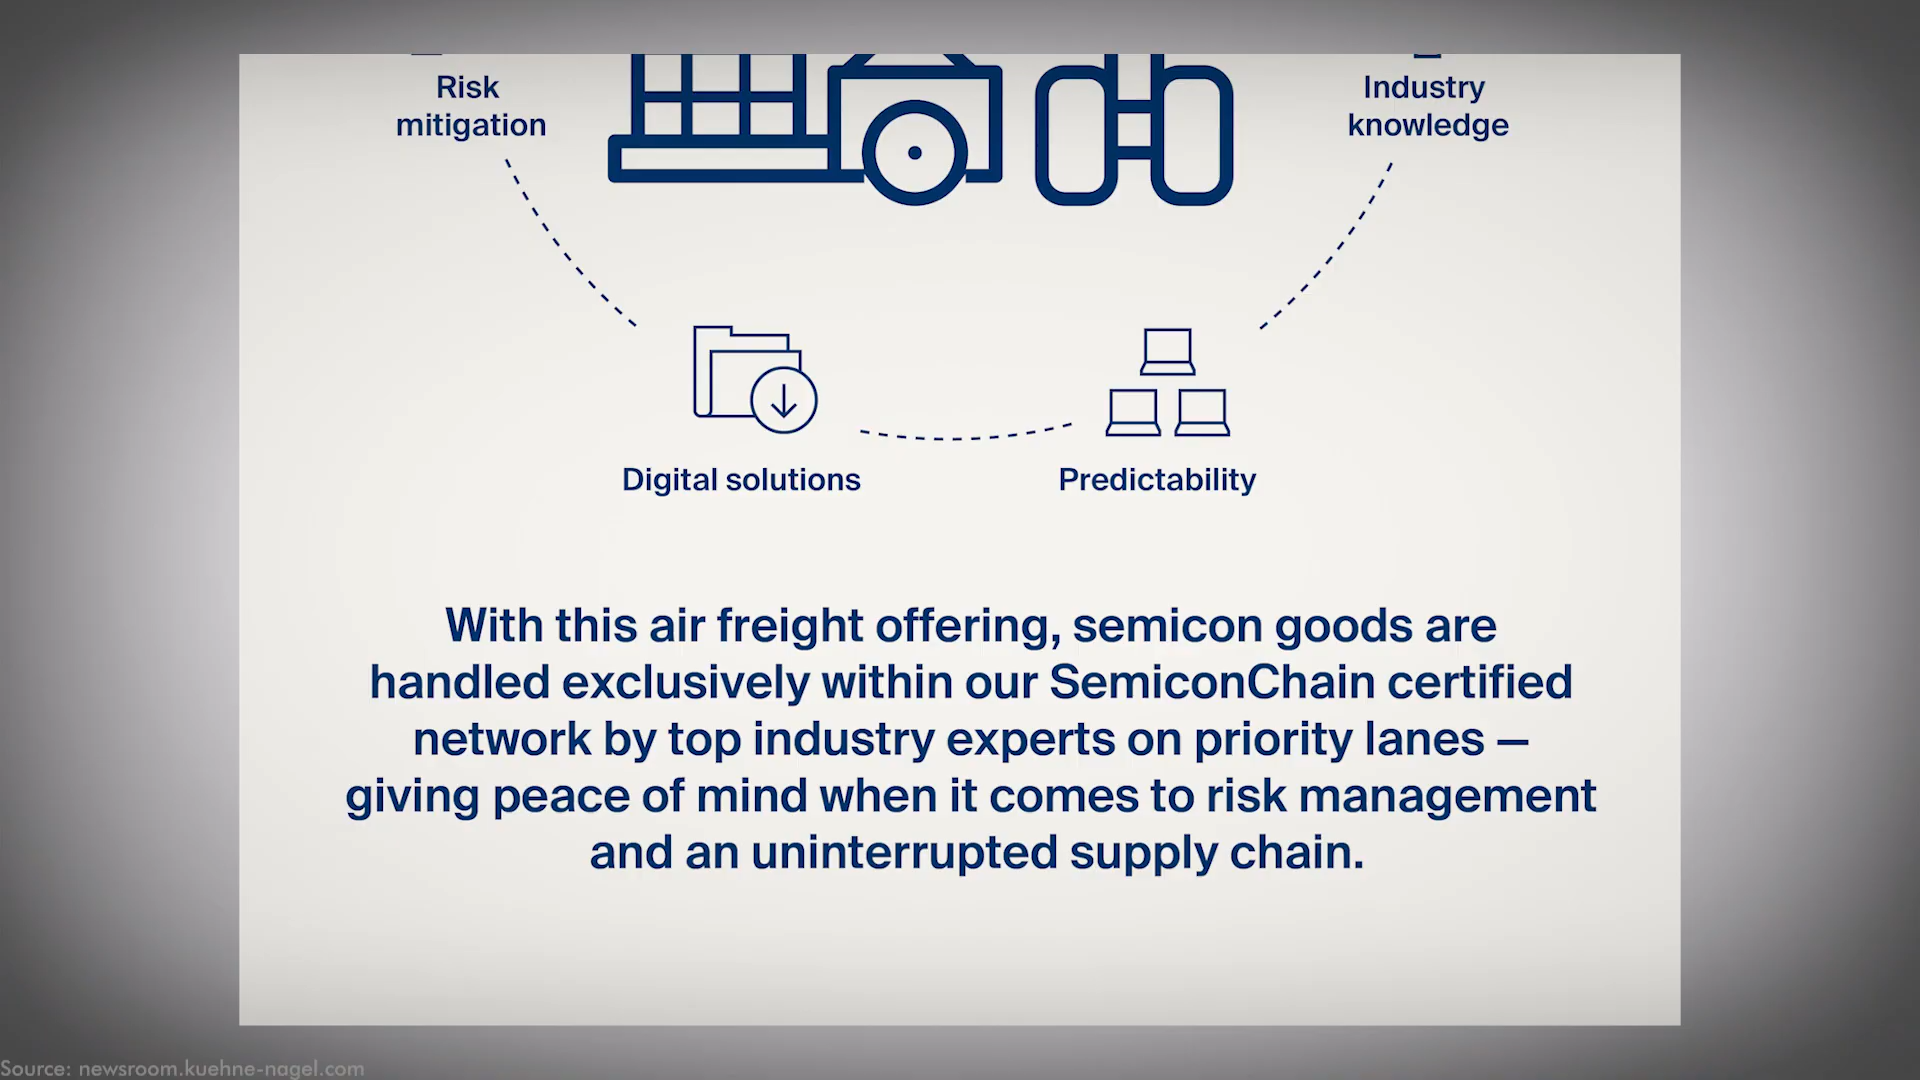 Risk
mitigation
Industry
knowledge
Digital solutions
Predictability
With this air freight offering, semicon goods are
handled exclusively within our SemiconChain certified
network by top industry experts on priority lanes —
giving peace of mind when it comes to risk management
and an uninterrupted supply chain.
Source: newsroom.kuehne-nagel.com